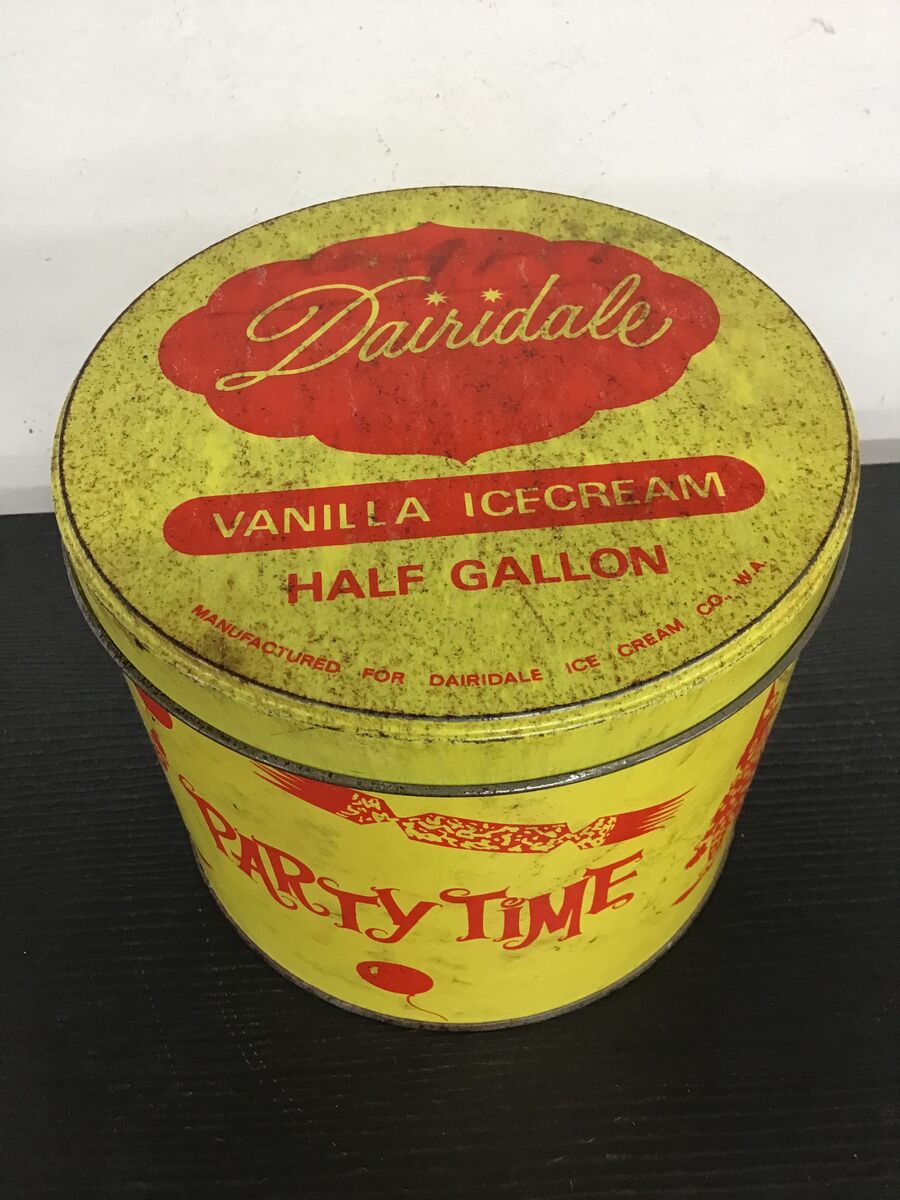 Dairidale
VANILLA ICECREAM
HALF GALLON
MANUFACTURED FOR DAIRIDALE ICE CREAM CO., W.A.
PARTY TIME